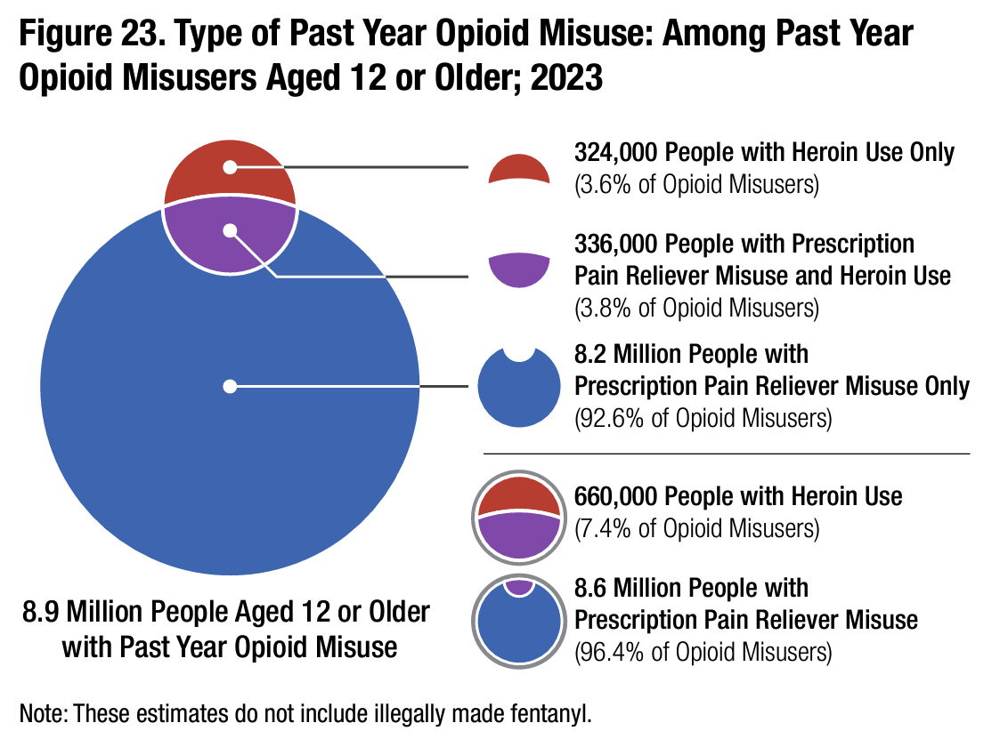 Figure 23. Type of Past Year Opioid Misuse: Among Past Year
Opioid Misusers Aged 12 or Older; 2023
324,000 People with Heroin Use Only
(3.6% of Opioid Misusers)
336,000 People with Prescription
Pain Reliever Misuse and Heroin Use
(3.8% of Opioid Misusers)
8.2 Million People with
Prescription Pain Reliever Misuse Only
(92.6% of Opioid Misusers)
660,000 People with Heroin Use
(7.4% of Opioid Misusers)
8.6 Million People with
Prescription Pain Reliever Misuse
(96.4% of Opioid Misusers)
8.9 Million People Aged 12 or Older
with Past Year Opioid Misuse
Note: These estimates do not include illegally made fentanyl.